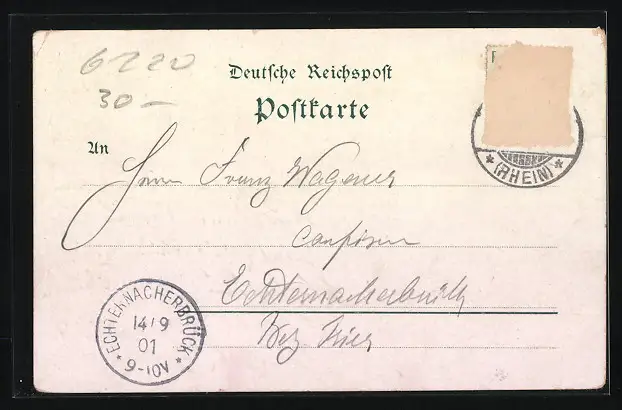 6220
30 —
Deutsche Reichspost
Postkarte
(RHEIN)
An
Herrn Franz Wagener
Echternacherbrück
Bez Trier
* ECHTERNACHERBRÜCK *
14/9
01
9-10V